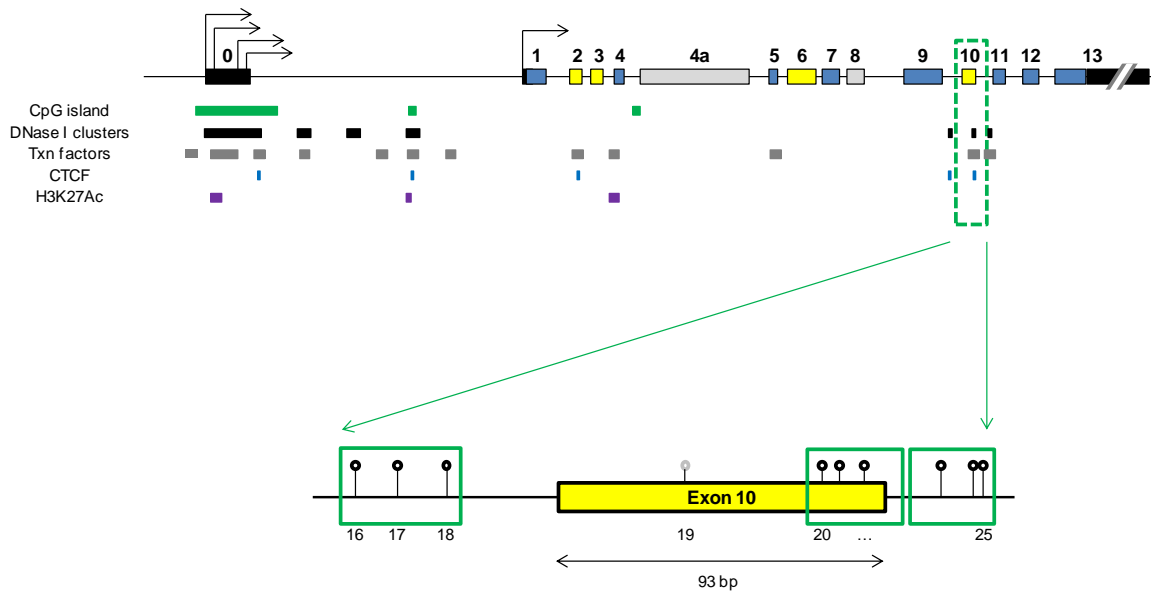 0 1 2 3 4 4a 5 6 7 8 9 10 11 12 13
CpG island
DNase I clusters
Txn factors
CTCF
H3K27Ac
Exon 10
16 17 18 19 20 ... 25
93 bp